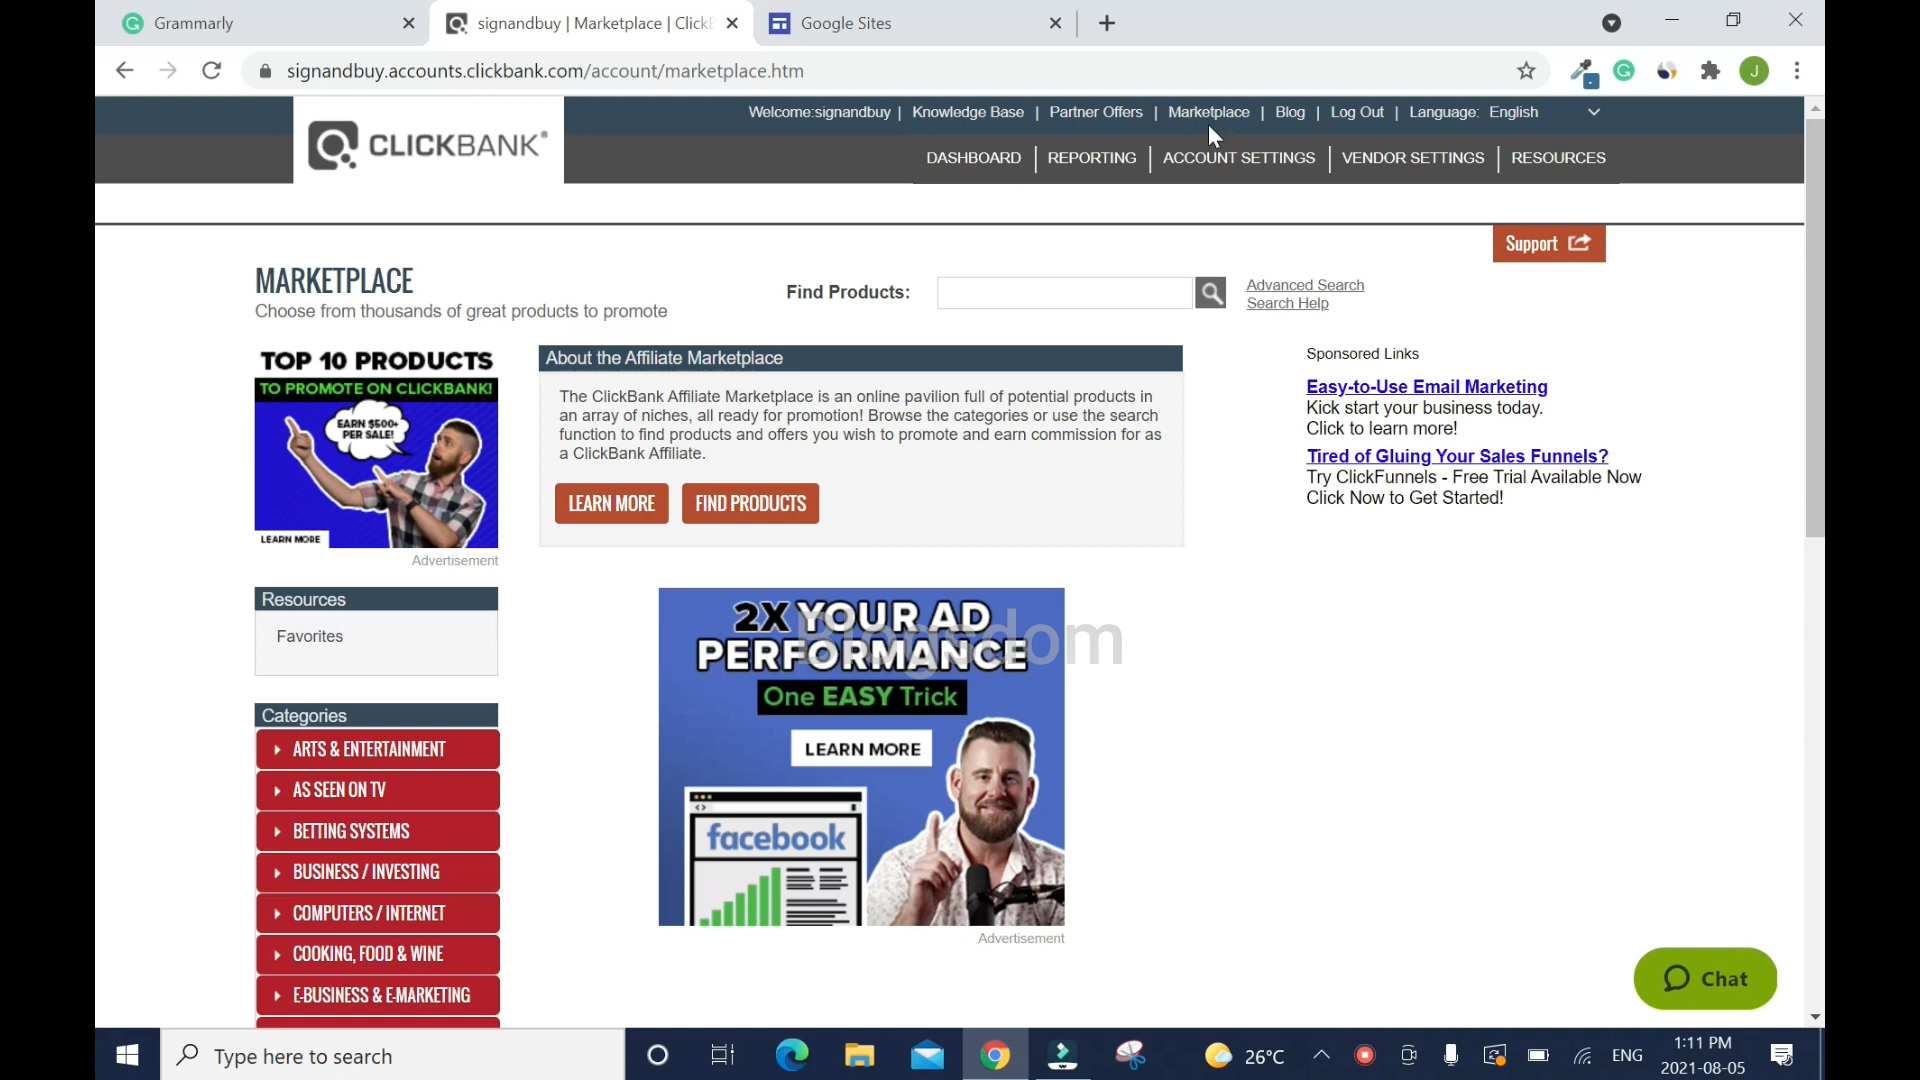 Grammarly
signandbuy | Marketplace | Click
Google Sites
signandbuy.accounts.clickbank.com/account/marketplace.htm
J
Welcome:signandbuy | Knowledge Base | Partner Offers | Marketplace | Blog | Log Out | Language: English
CLICKBANK
DASHBOARD | REPORTING | ACCOUNT SETTINGS | VENDOR SETTINGS | RESOURCES
Support
MARKETPLACE
Choose from thousands of great products to promote
Find Products:
Advanced Search
Search Help
TOP 10 PRODUCTS
TO PROMOTE ON CLICKBANK!
EARN $500+
PER SALE!
LEARN MORE
Advertisement
About the Affiliate Marketplace
The ClickBank Affiliate Marketplace is an online pavilion full of potential products in
an array of niches, all ready for promotion! Browse the categories or use the search
function to find products and offers you wish to promote and earn commission for as
a ClickBank Affiliate.
LEARN MORE
FIND PRODUCTS
Sponsored Links
Easy-to-Use Email Marketing
Kick start your business today.
Click to learn more!
Tired of Gluing Your Sales Funnels?
Try ClickFunnels - Free Trial Available Now
Click Now to Get Started!
Resources
Favorites
Categories
ARTS & ENTERTAINMENT
AS SEEN ON TV
BETTING SYSTEMS
BUSINESS / INVESTING
COMPUTERS / INTERNET
COOKING, FOOD & WINE
E-BUSINESS & E-MARKETING
2X YOUR AD
PERFORMANCE
One EASY Trick
LEARN MORE
facebook
Advertisement
Blogsdom
Chat
Type here to search
26°C
ENG
1:11 PM
2021-08-05